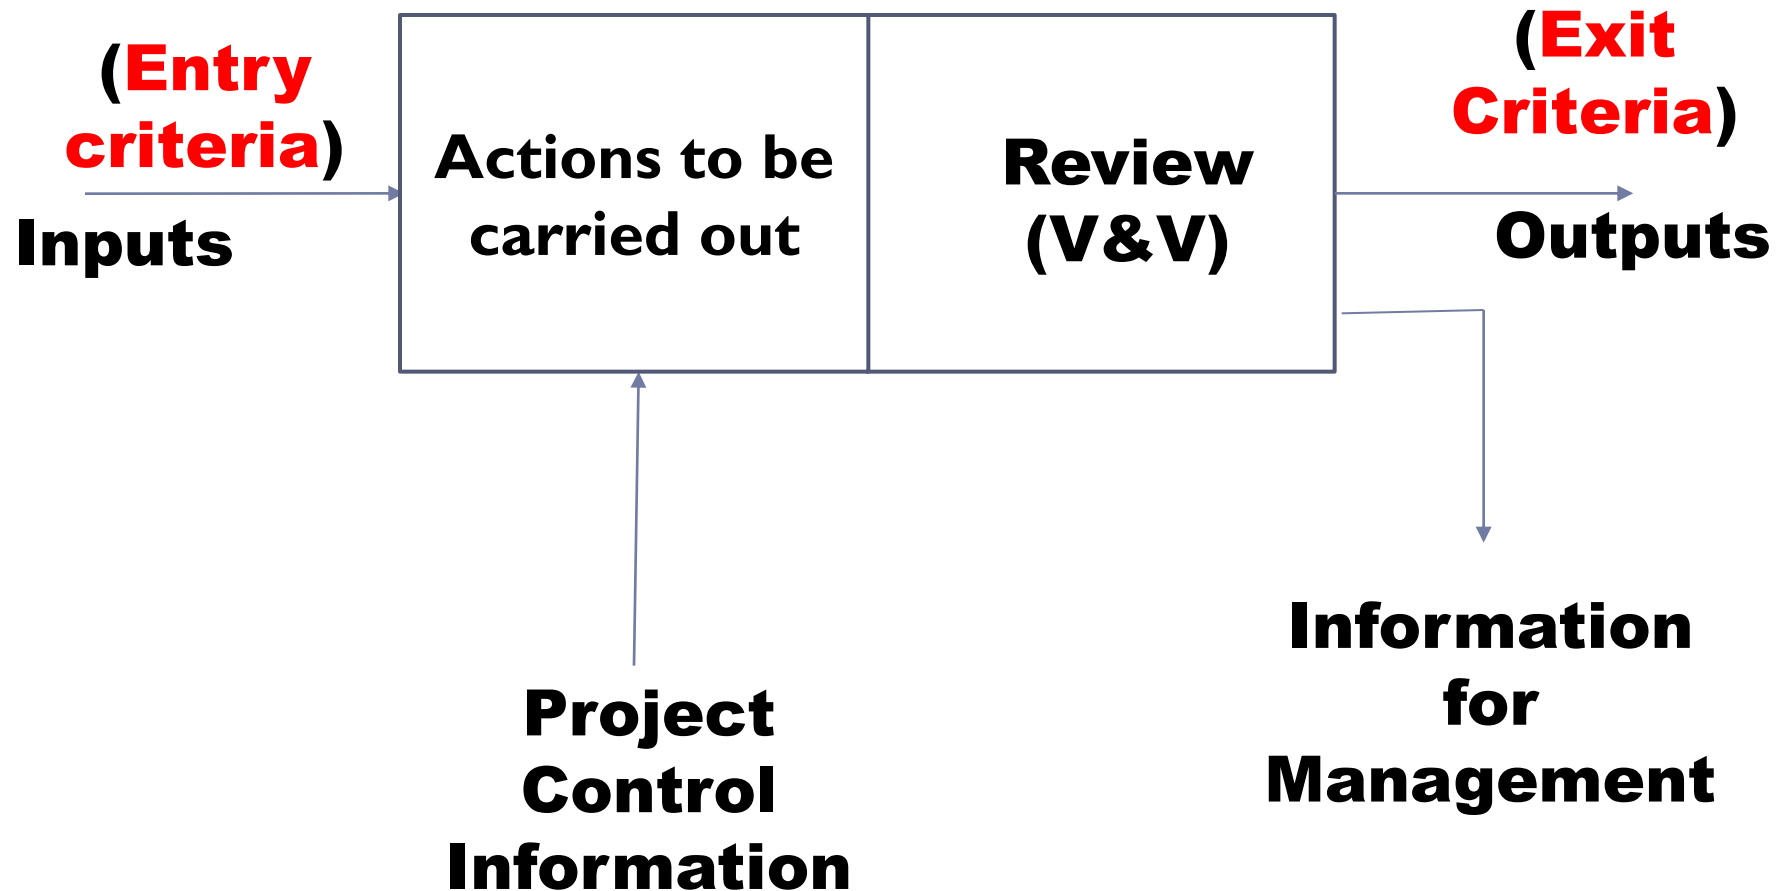 (Entry
criteria)
Inputs
Actions to be
carried out
Review
(V&V)
(Exit
Criteria)
Outputs
Project
Control
Information
Information
for
Management